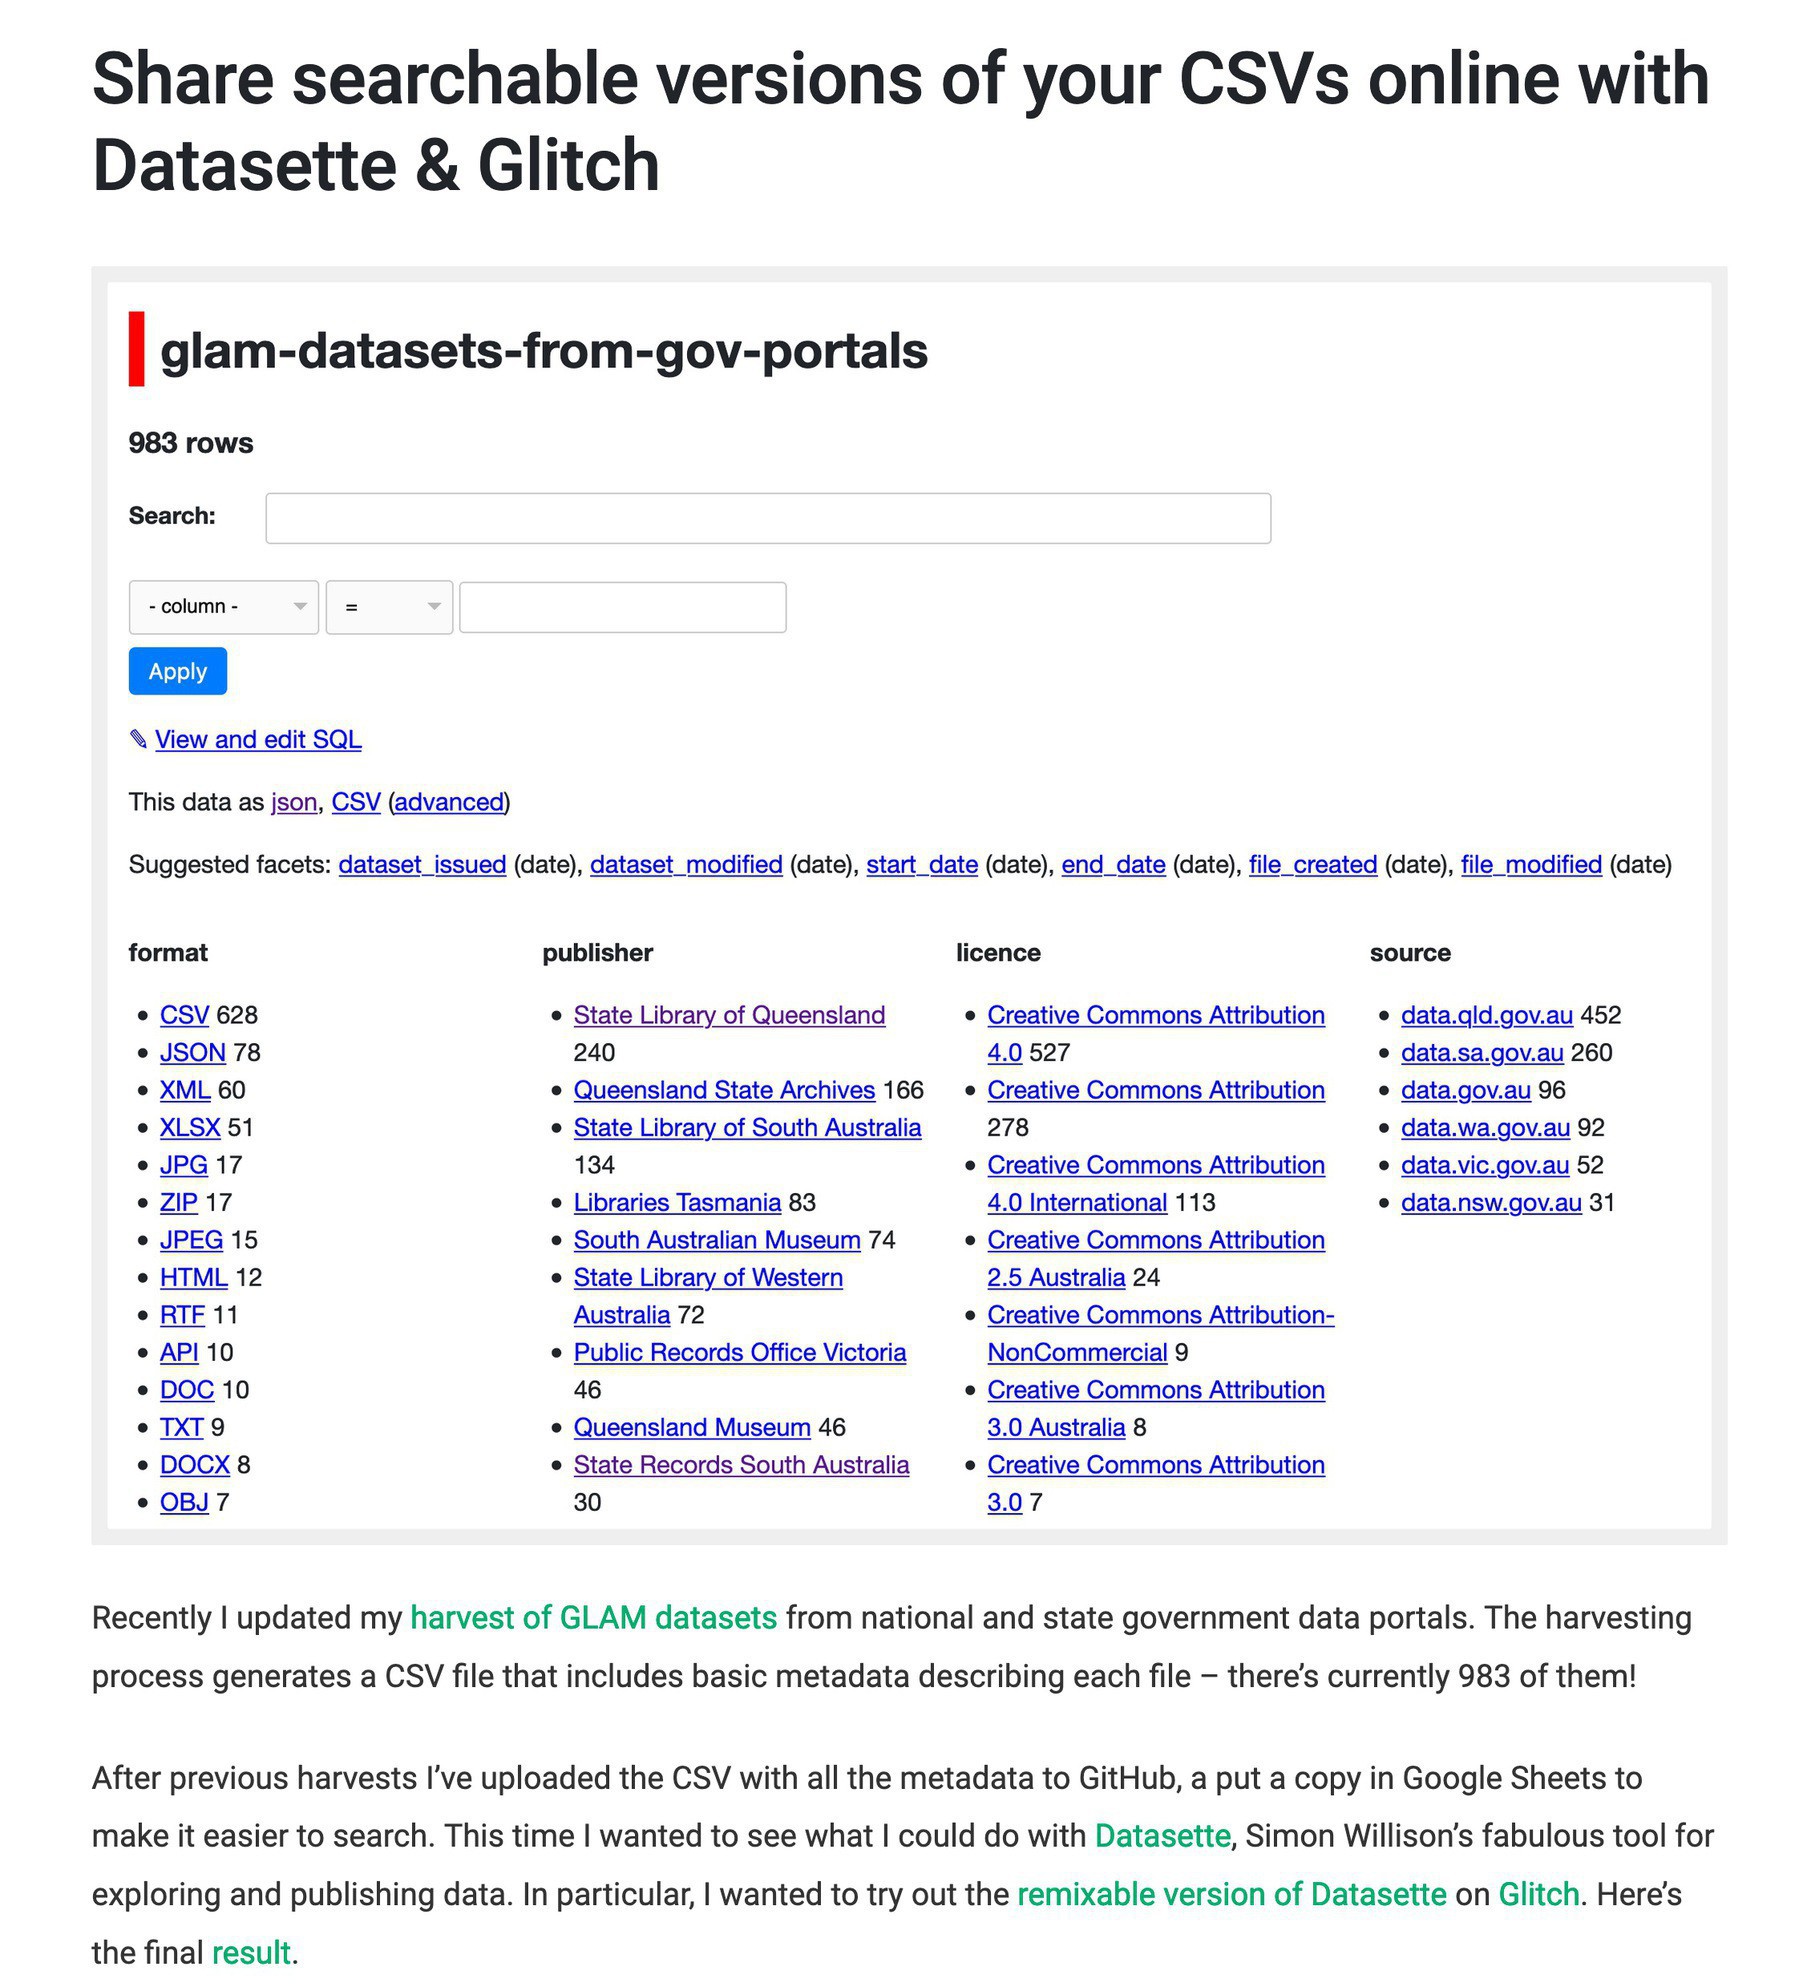 Share searchable versions of your CSVs online with
Datasette & Glitch
glam-datasets-from-gov-portals
983 rows
Search:
- column -
=
Apply
✎ View and edit SQL
This data as json, CSV (advanced)
Suggested facets: dataset_issued (date), dataset_modified (date), start_date (date), end_date (date), file_created (date), file_modified (date)
format
• CSV 628
• JSON 78
• XML 60
• XLSX 51
• JPG 17
• ZIP 17
• JPEG 15
• HTML 12
• RTF 11
• API 10
• DOC 10
• TXT 9
• DOCX 8
• OBJ 7
publisher
• State Library of Queensland
240
• Queensland State Archives 166
• State Library of South Australia
134
• Libraries Tasmania 83
• South Australian Museum 74
• State Library of Western
Australia 72
• Public Records Office Victoria
46
• Queensland Museum 46
• State Records South Australia
30
licence
• Creative Commons Attribution
4.0 527
• Creative Commons Attribution
278
• Creative Commons Attribution
4.0 International 113
• Creative Commons Attribution
2.5 Australia 24
• Creative Commons Attribution-
NonCommercial 9
• Creative Commons Attribution
3.0 Australia 8
• Creative Commons Attribution
3.0 7
source
• data.qld.gov.au 452
• data.sa.gov.au 260
• data.gov.au 96
• data.wa.gov.au 92
• data.vic.gov.au 52
• data.nsw.gov.au 31
Recently I updated my harvest of GLAM datasets from national and state government data portals. The harvesting
process generates a CSV file that includes basic metadata describing each file – there’s currently 983 of them!
After previous harvests I’ve uploaded the CSV with all the metadata to GitHub, a put a copy in Google Sheets to
make it easier to search. This time I wanted to see what I could do with Datasette, Simon Willison’s fabulous tool for
exploring and publishing data. In particular, I wanted to try out the remixable version of Datasette on Glitch. Here’s
the final result.